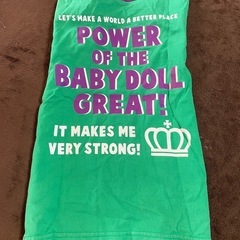 LET'S MAKE A WORLD A BETTER PLACE
POWER
OF THE
BABY DOLL
GREAT!
IT MAKES ME
VERY STRONG!